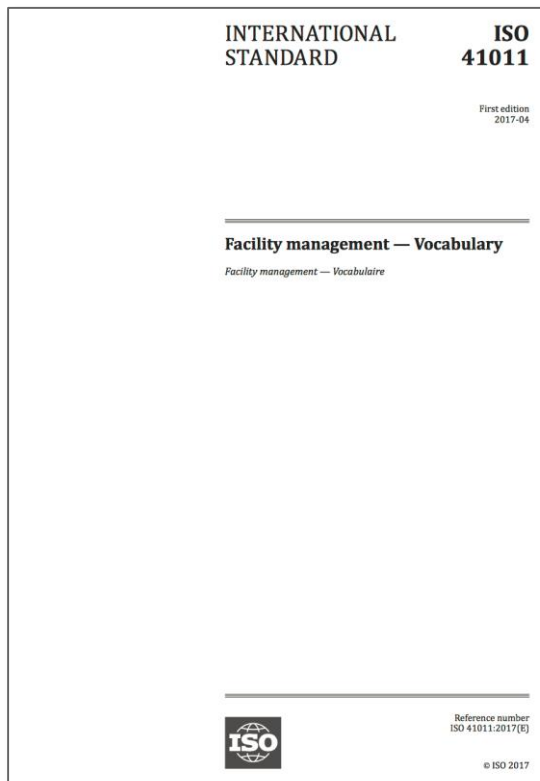 INTERNATIONAL
STANDARD
ISO
41011
First edition
2017-04
Facility management — Vocabulary
Facility management — Vocabulaire
ISO
Reference number
ISO 41011:2017(E)
© ISO 2017